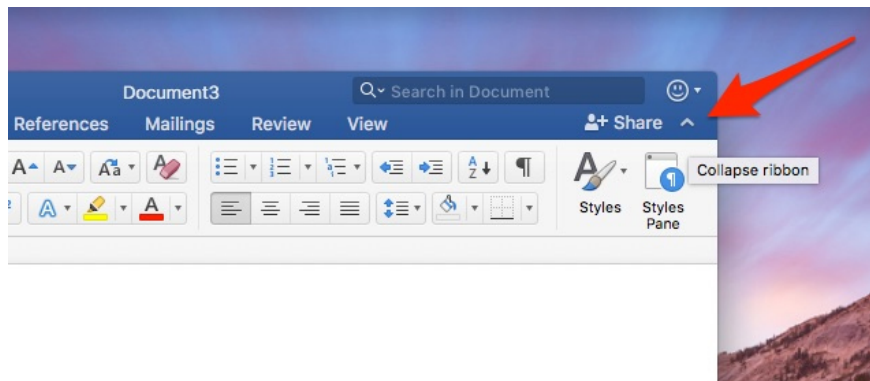 Document3
Search in Document
References Mailings Review View Share
Collapse ribbon
Styles Styles
Pane